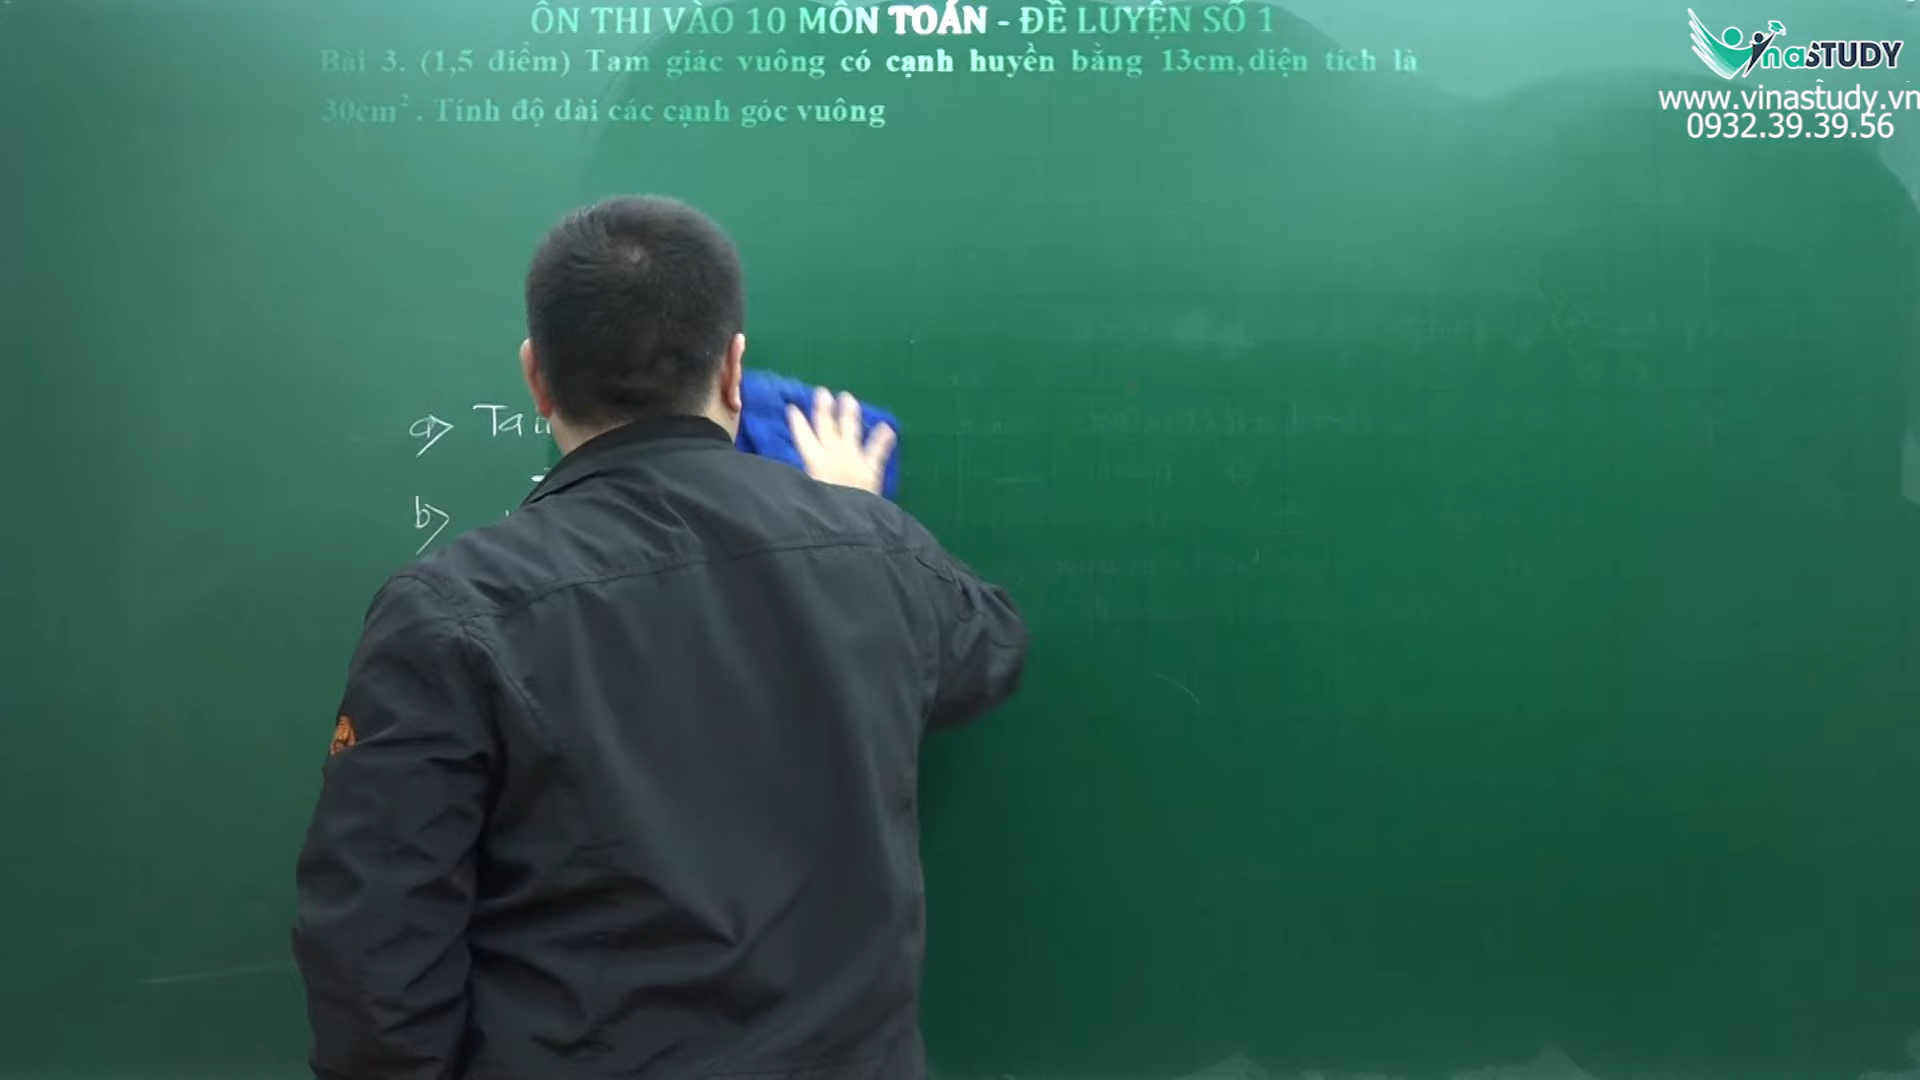 ÔN THI VÀO 10 MÔN TOÁN - ĐỀ LUYỆN SỐ 1
Bài 3. (1,5 điểm) Tam giác vuông có cạnh huyền bằng 13cm,diện tích là
30cm². Tính độ dài các cạnh góc vuông
VinaSTUDY
www.vinastudy.vn
0932.39.39.56
a>
b>